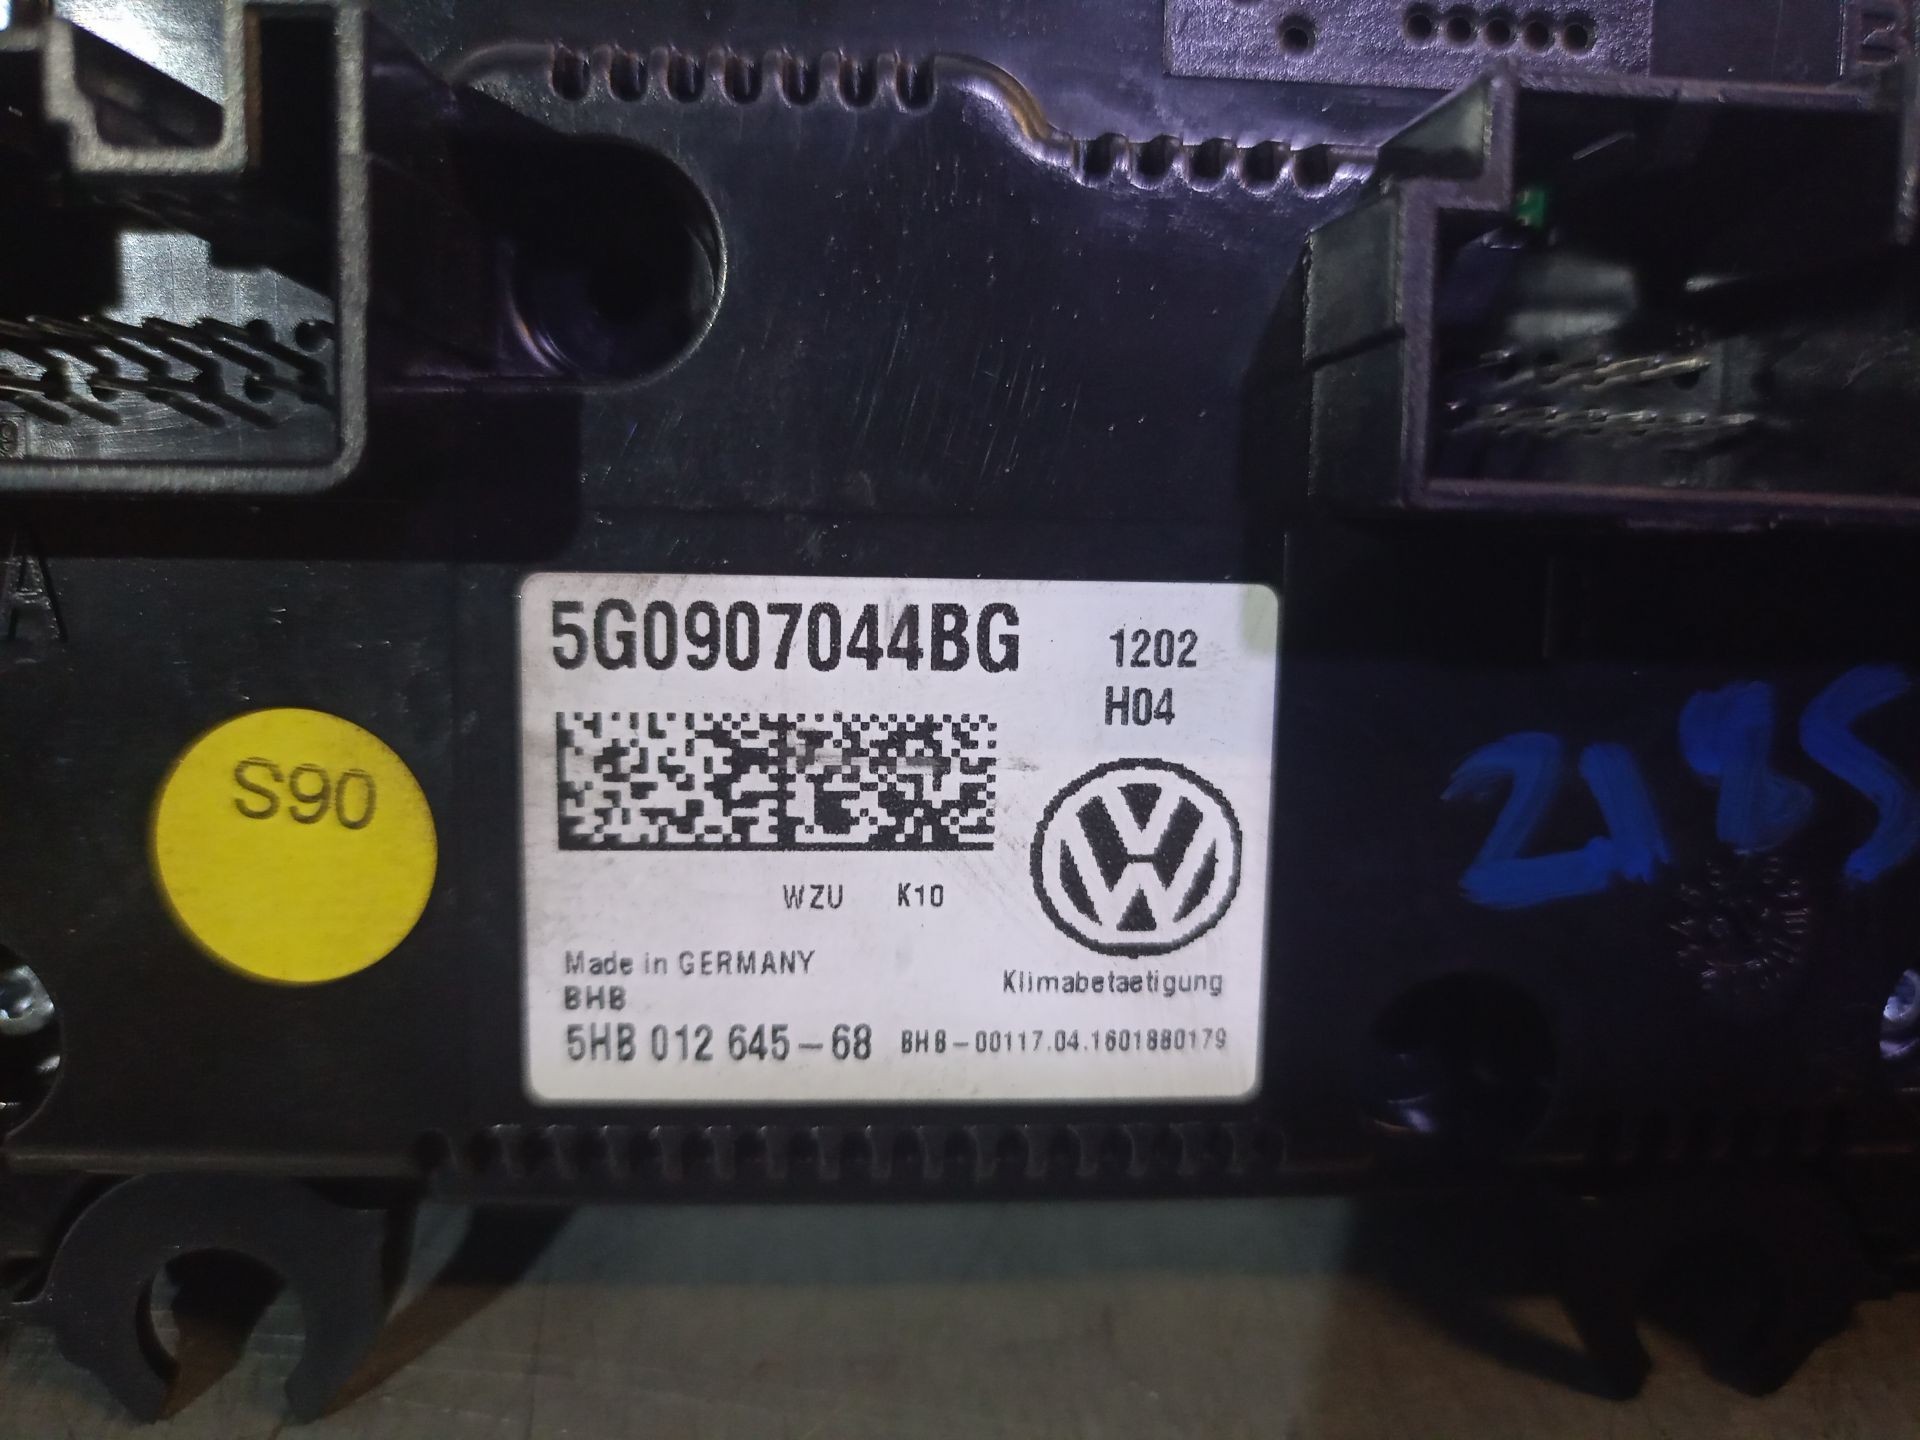 5G0907044BG 1202
H04
S90
2185
WZU K10
Made in GERMANY
Klimabetaetigung
BHB
5HB 012 645-68 BHB-00117.04.1601880179
A